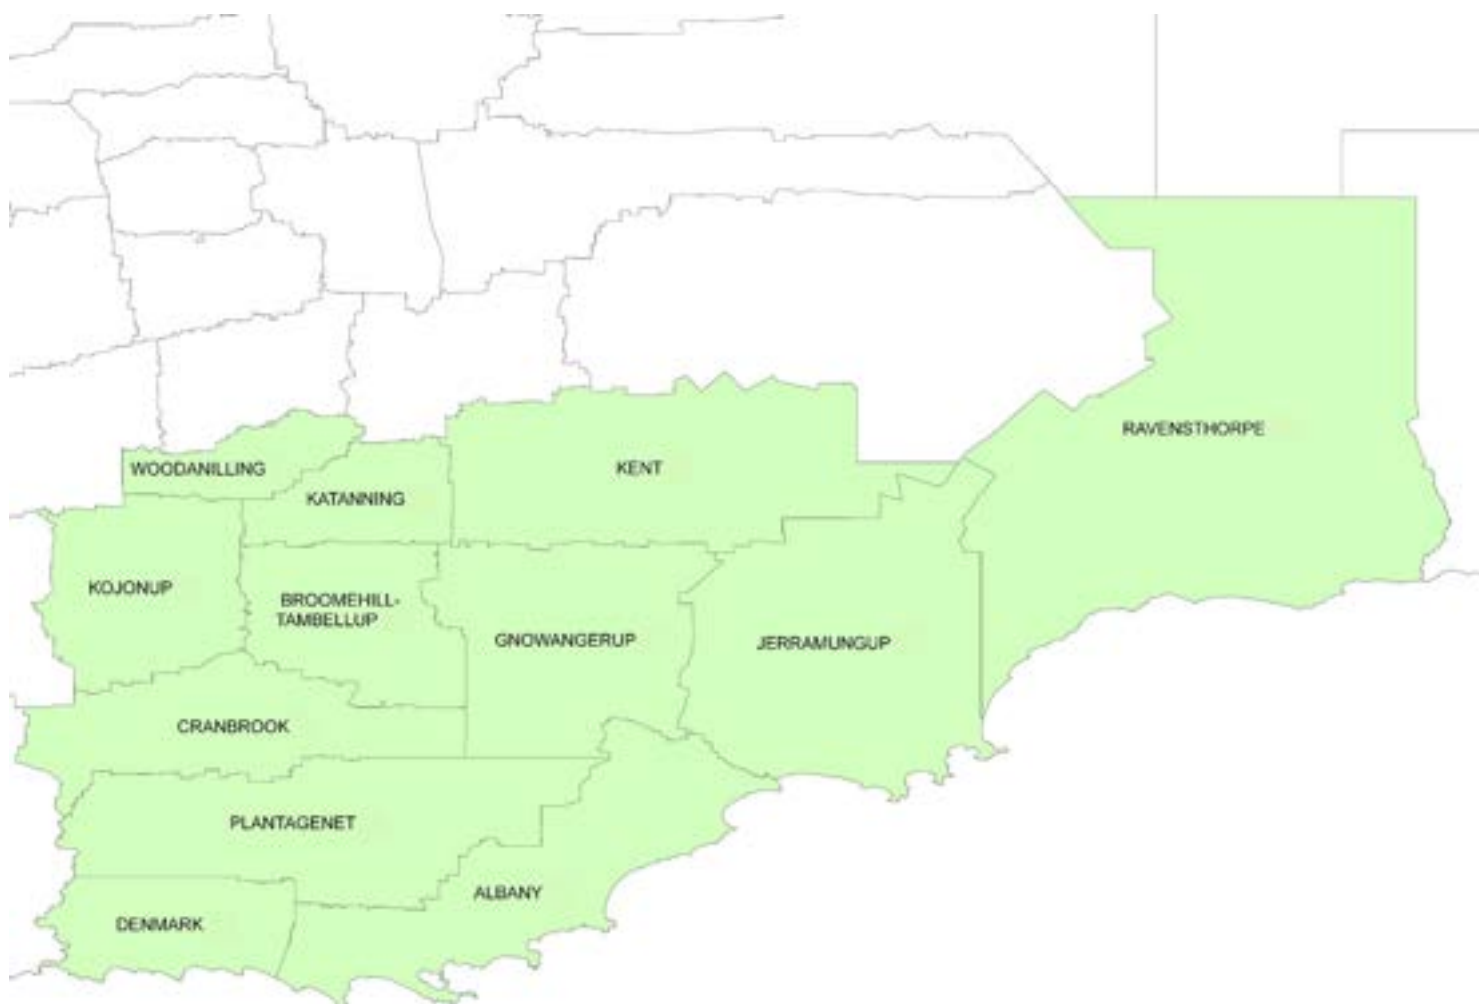 RAVENSTHORPE
WOODANILLING
KENT
KATANNING
KOJONUP
BROOMEHILL-
TAMBELLUP
GNOWANGERUP
JERRAMUNGUP
CRANBROOK
PLANTAGENET
ALBANY
DENMARK